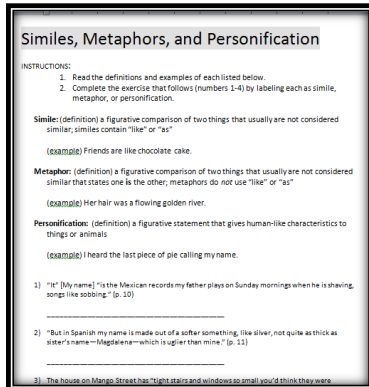 Similes, Metaphors, and Personification
INSTRUCTIONS:
1. Read the definitions and examples of each listed below.
2. Complete the exercise that follows (numbers 1-4) by labeling each as simile,
metaphor, or personification.
Simile: (definition) a figurative comparison of two things that usually are not considered
similar; similes contain "like" or "as"
(example) Friends are like chocolate cake.
Metaphor: (definition) a figurative comparison of two things that usually are not considered
similar that states one is the other; metaphors do not use "like" or "as"
(example) Her hair was a flowing golden river.
Personification: (definition) a figurative statement that gives human-like characteristics to
things or animals
(example) I heard the last piece of pie calling my name.
1) "It" [My name] "is the Mexican records my father plays on Sunday mornings when he is shaving,
songs like sobbing." (p. 10)
2) "But in Spanish my name is made out of a softer something, like silver, not quite as thick as
sister's name—Magdalena—which is uglier than mine." (p. 11)
3) The house on Mango Street has "tight stairs and windows so small you'd think they were